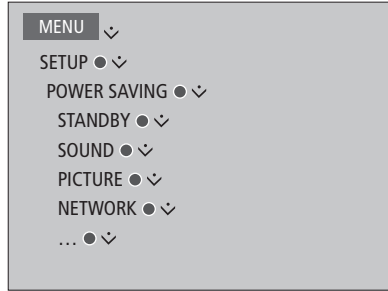 MENU
SETUP
POWER SAVING
STANDBY
SOUND
PICTURE
NETWORK
…